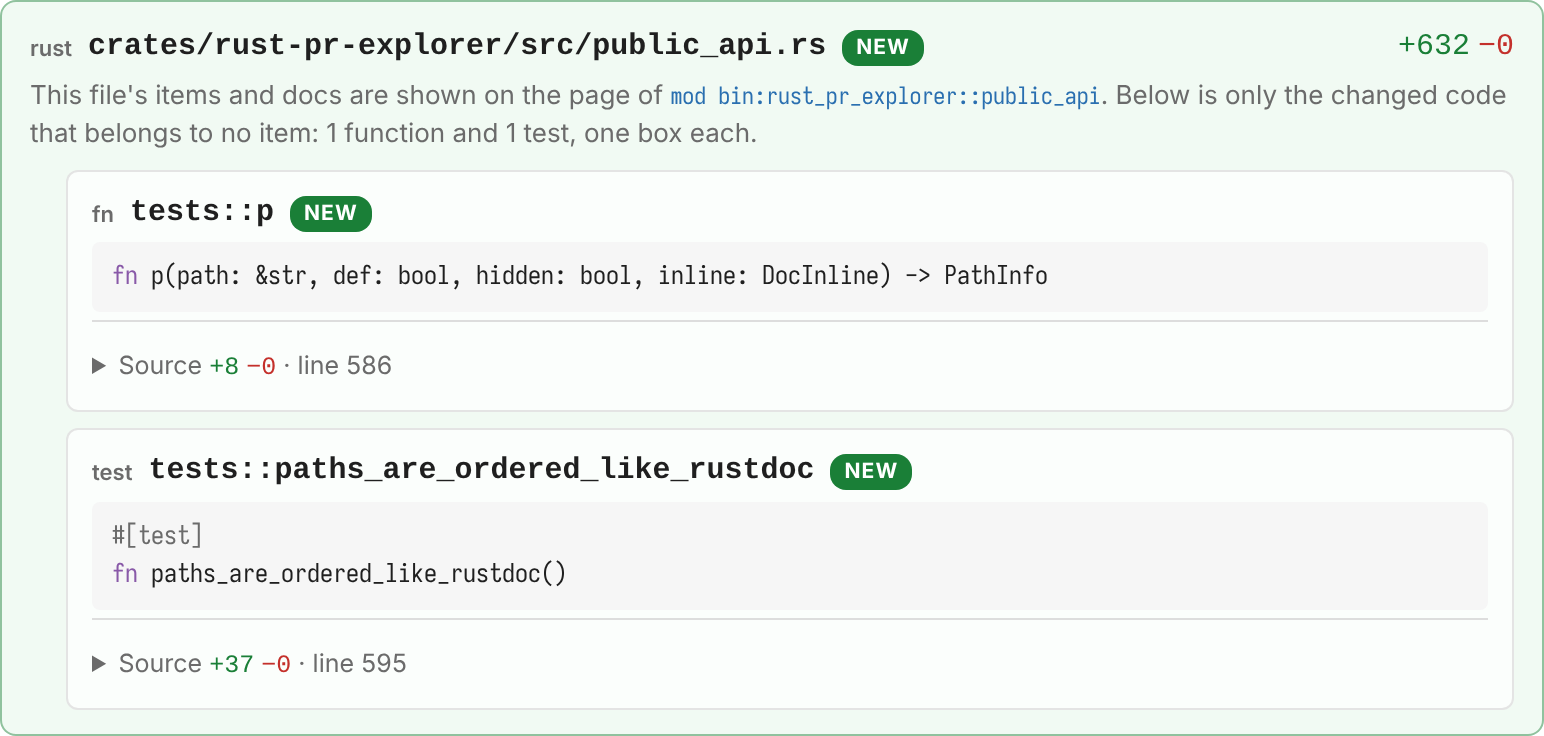 rust crates/rust-pr-explorer/src/public_api.rs NEW +632 −0
This file's items and docs are shown on the page of mod bin:rust_pr_explorer::public_api. Below is only the changed code
that belongs to no item: 1 function and 1 test, one box each.
fn tests::p NEW
fn p(path: &str, def: bool, hidden: bool, inline: DocInline) -> PathInfo
▶ Source +8 −0 · line 586
test tests::paths_are_ordered_like_rustdoc NEW
#[test]
fn paths_are_ordered_like_rustdoc()
▶ Source +37 −0 · line 595